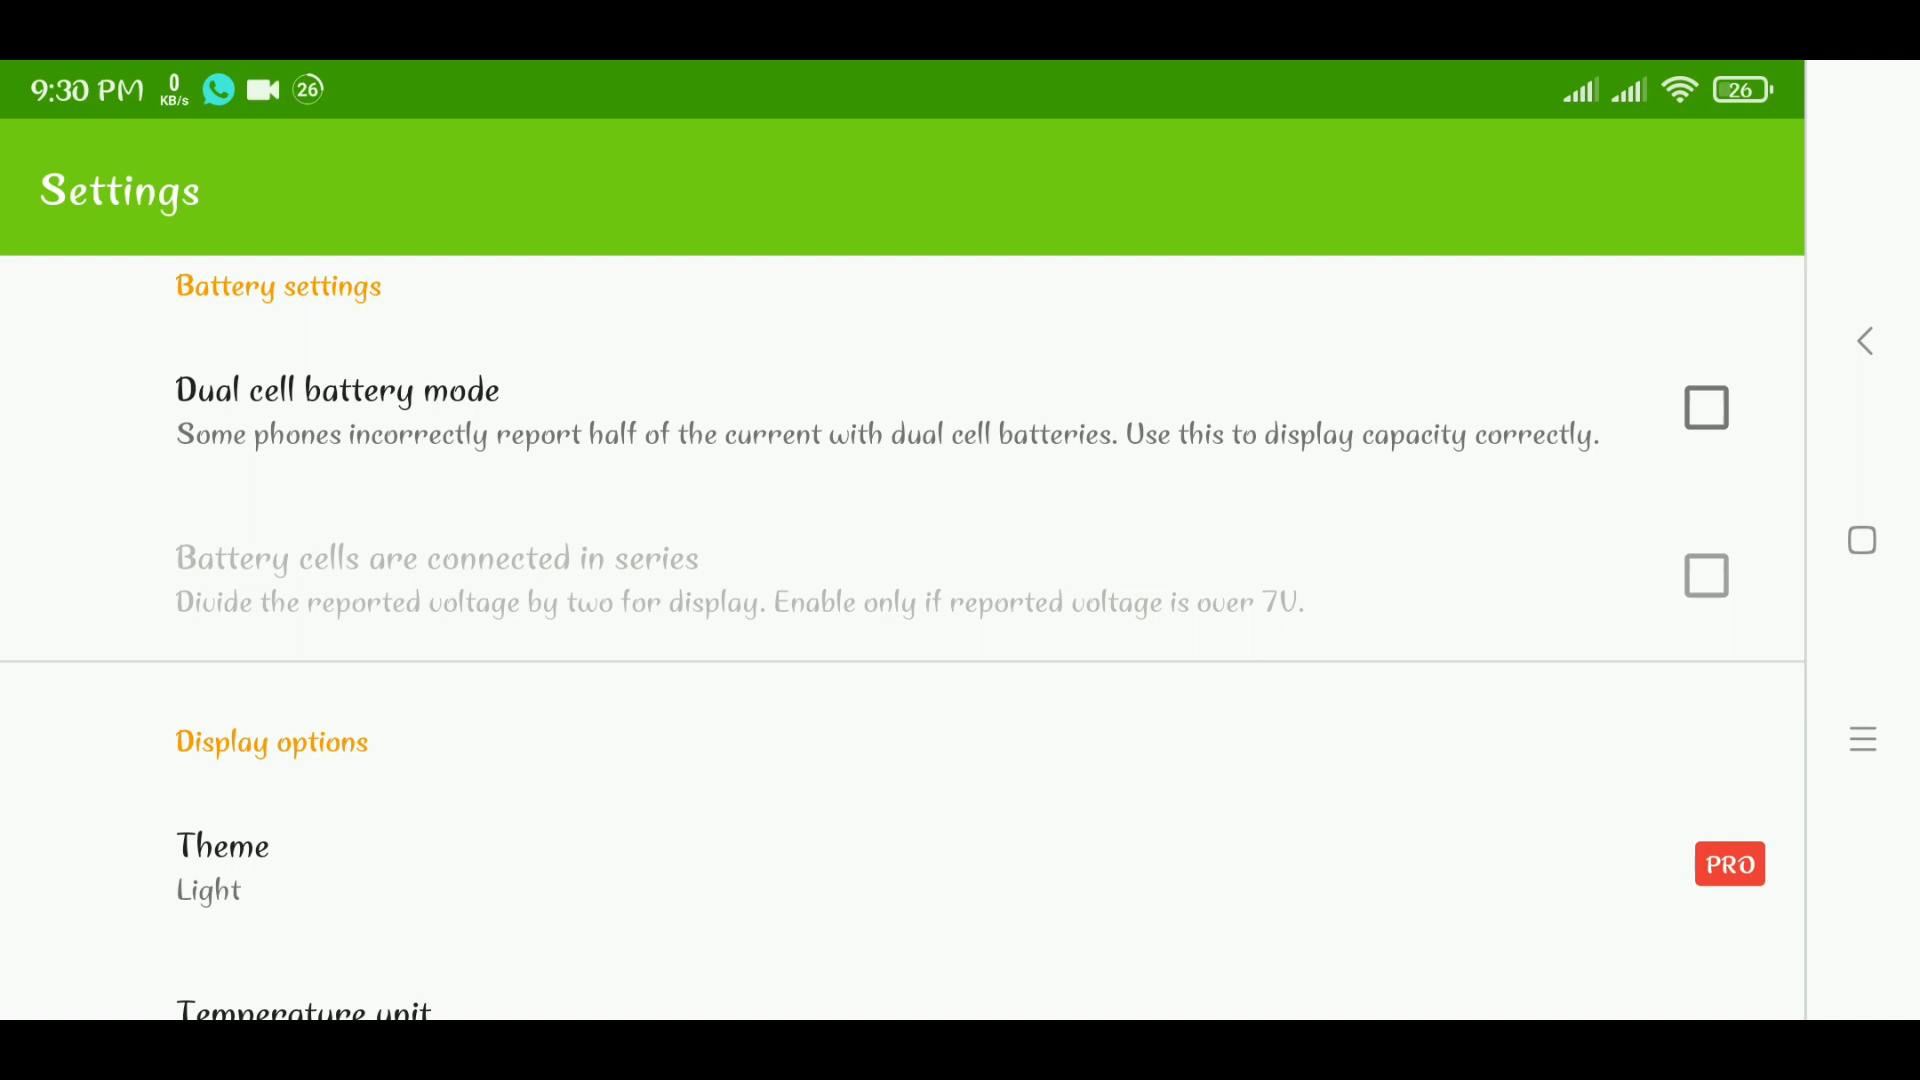 9:30 PM 0 KB/s 26 26
Settings
Battery settings
Dual cell battery mode
Some phones incorrectly report half of the current with dual cell batteries. Use this to display capacity correctly.
Battery cells are connected in series
Divide the reported voltage by two for display. Enable only if reported voltage is over 7V.
Display options
Theme
PRO
Light
Temperature unit